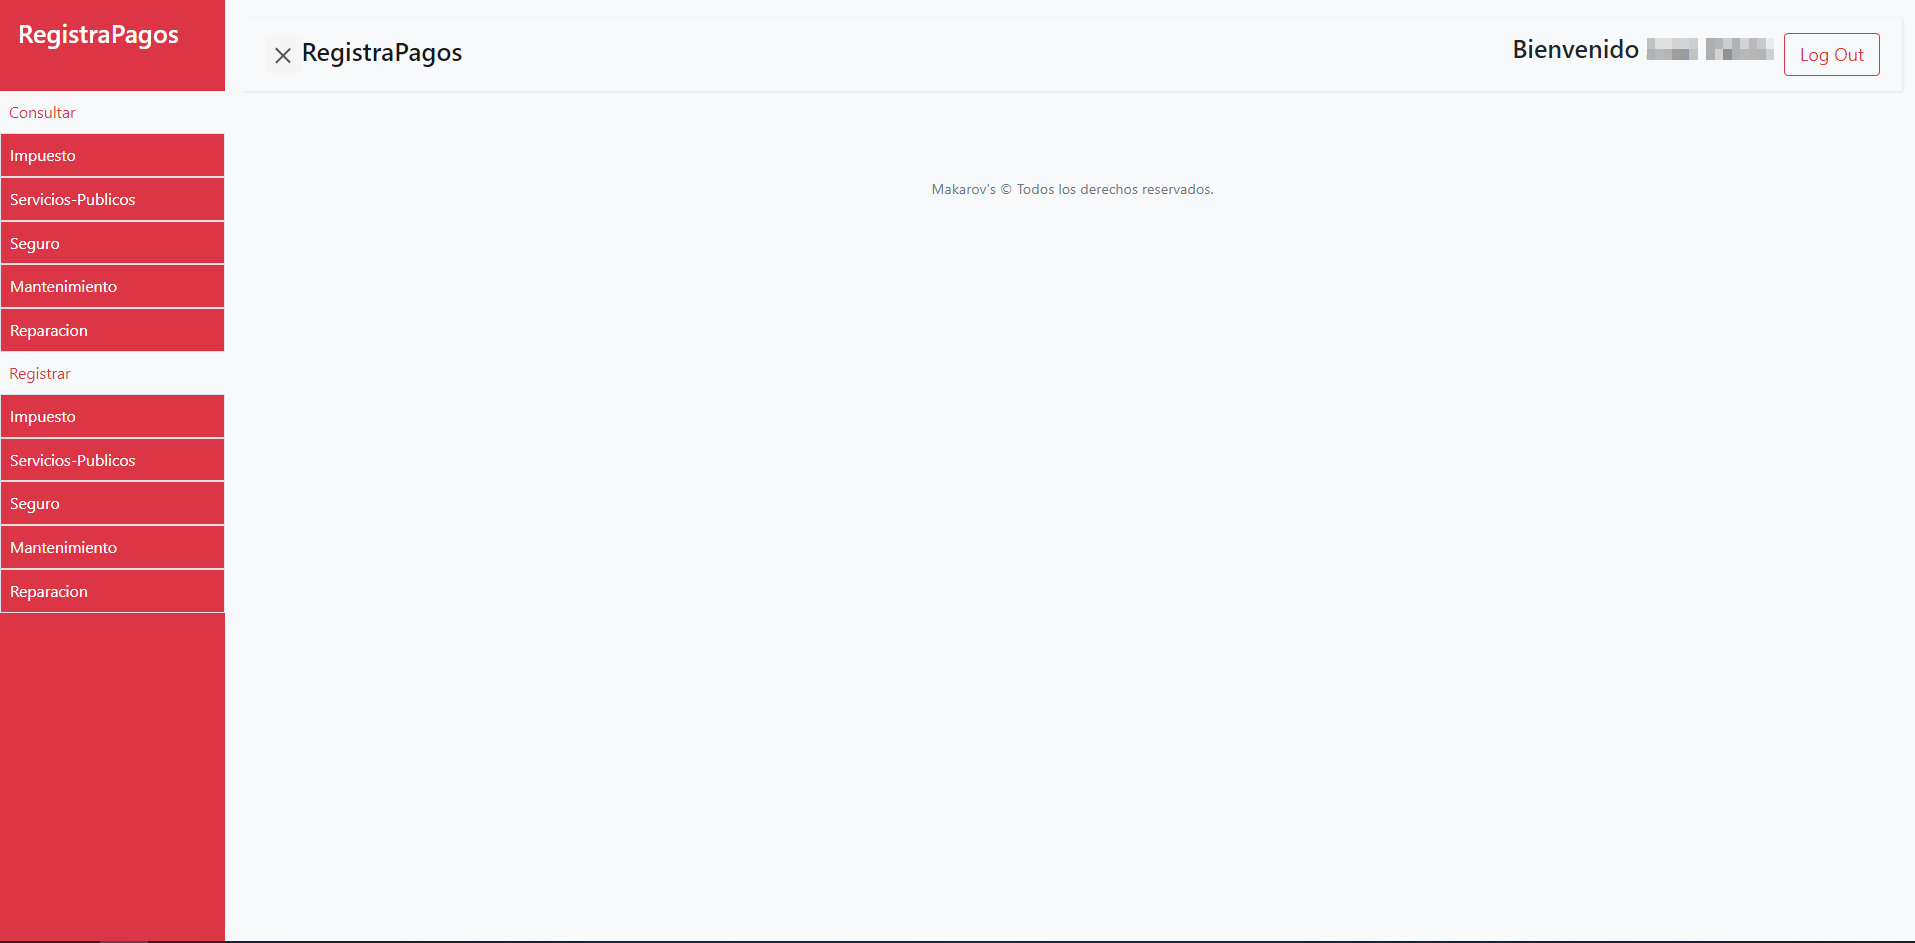 RegistraPagos
Consultar
Impuesto
Servicios-Publicos
Seguro
Mantenimiento
Reparacion
Registrar
Impuesto
Servicios-Publicos
Seguro
Mantenimiento
Reparacion
RegistraPagos
Bienvenido
Log Out
Makarov's © Todos los derechos reservados.